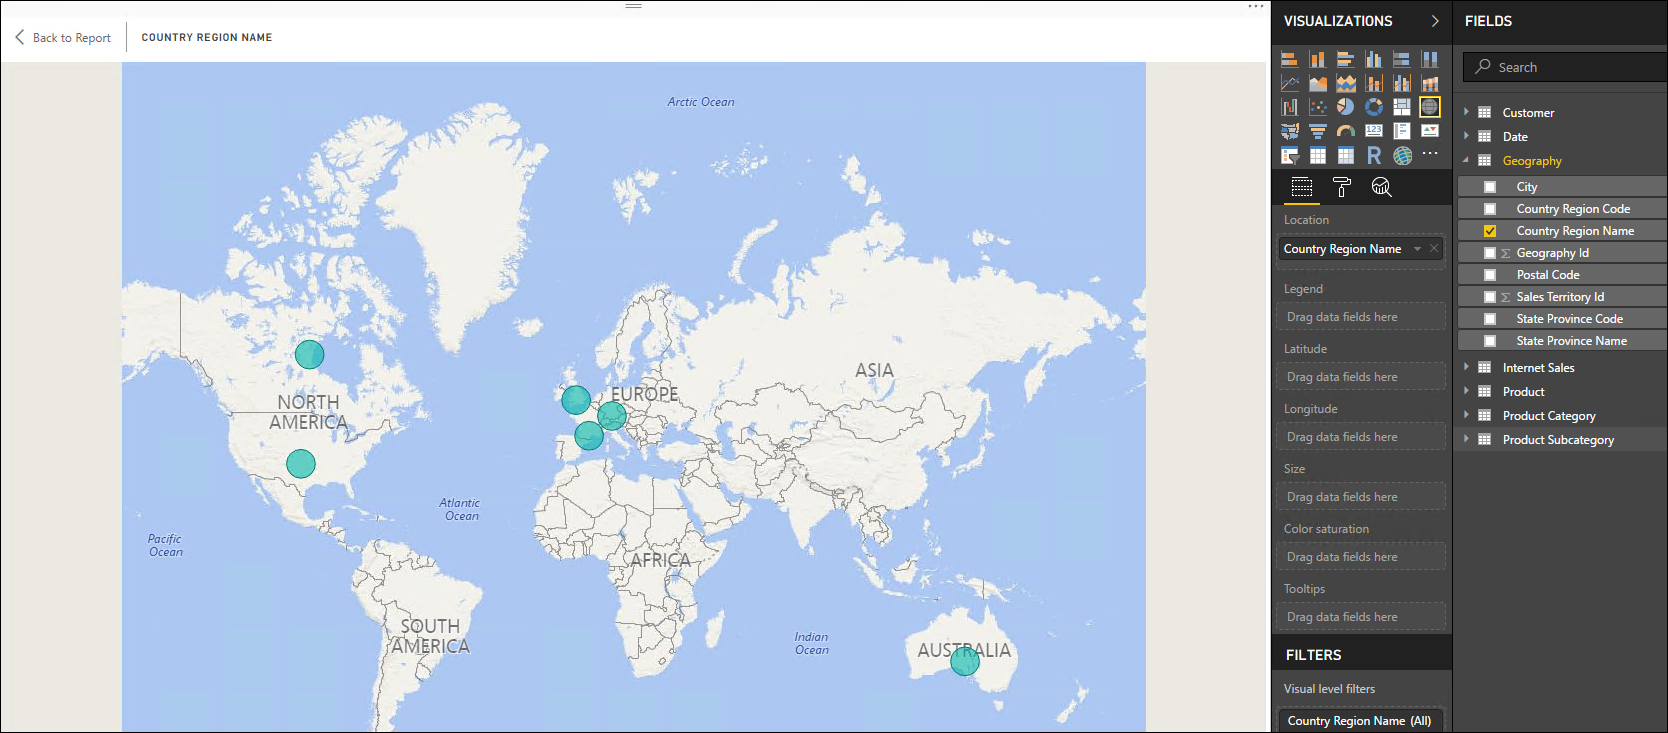 Back to Report
COUNTRY REGION NAME
Arctic Ocean
NORTH
AMERICA
EUROPE
ASIA
Atlantic
Ocean
Pacific
Ocean
AFRICA
SOUTH
AMERICA
Indian
Ocean
AUSTRALIA
VISUALIZATIONS
123
R
Location
Country Region Name
Legend
Drag data fields here
Latitude
Drag data fields here
Longitude
Drag data fields here
Size
Drag data fields here
Color saturation
Drag data fields here
Tooltips
Drag data fields here
FILTERS
Visual level filters
Country Region Name (All)
FIELDS
Search
Customer
Date
Geography
City
Country Region Code
Country Region Name
Σ Geography Id
Postal Code
Σ Sales Territory Id
State Province Code
State Province Name
Internet Sales
Product
Product Category
Product Subcategory